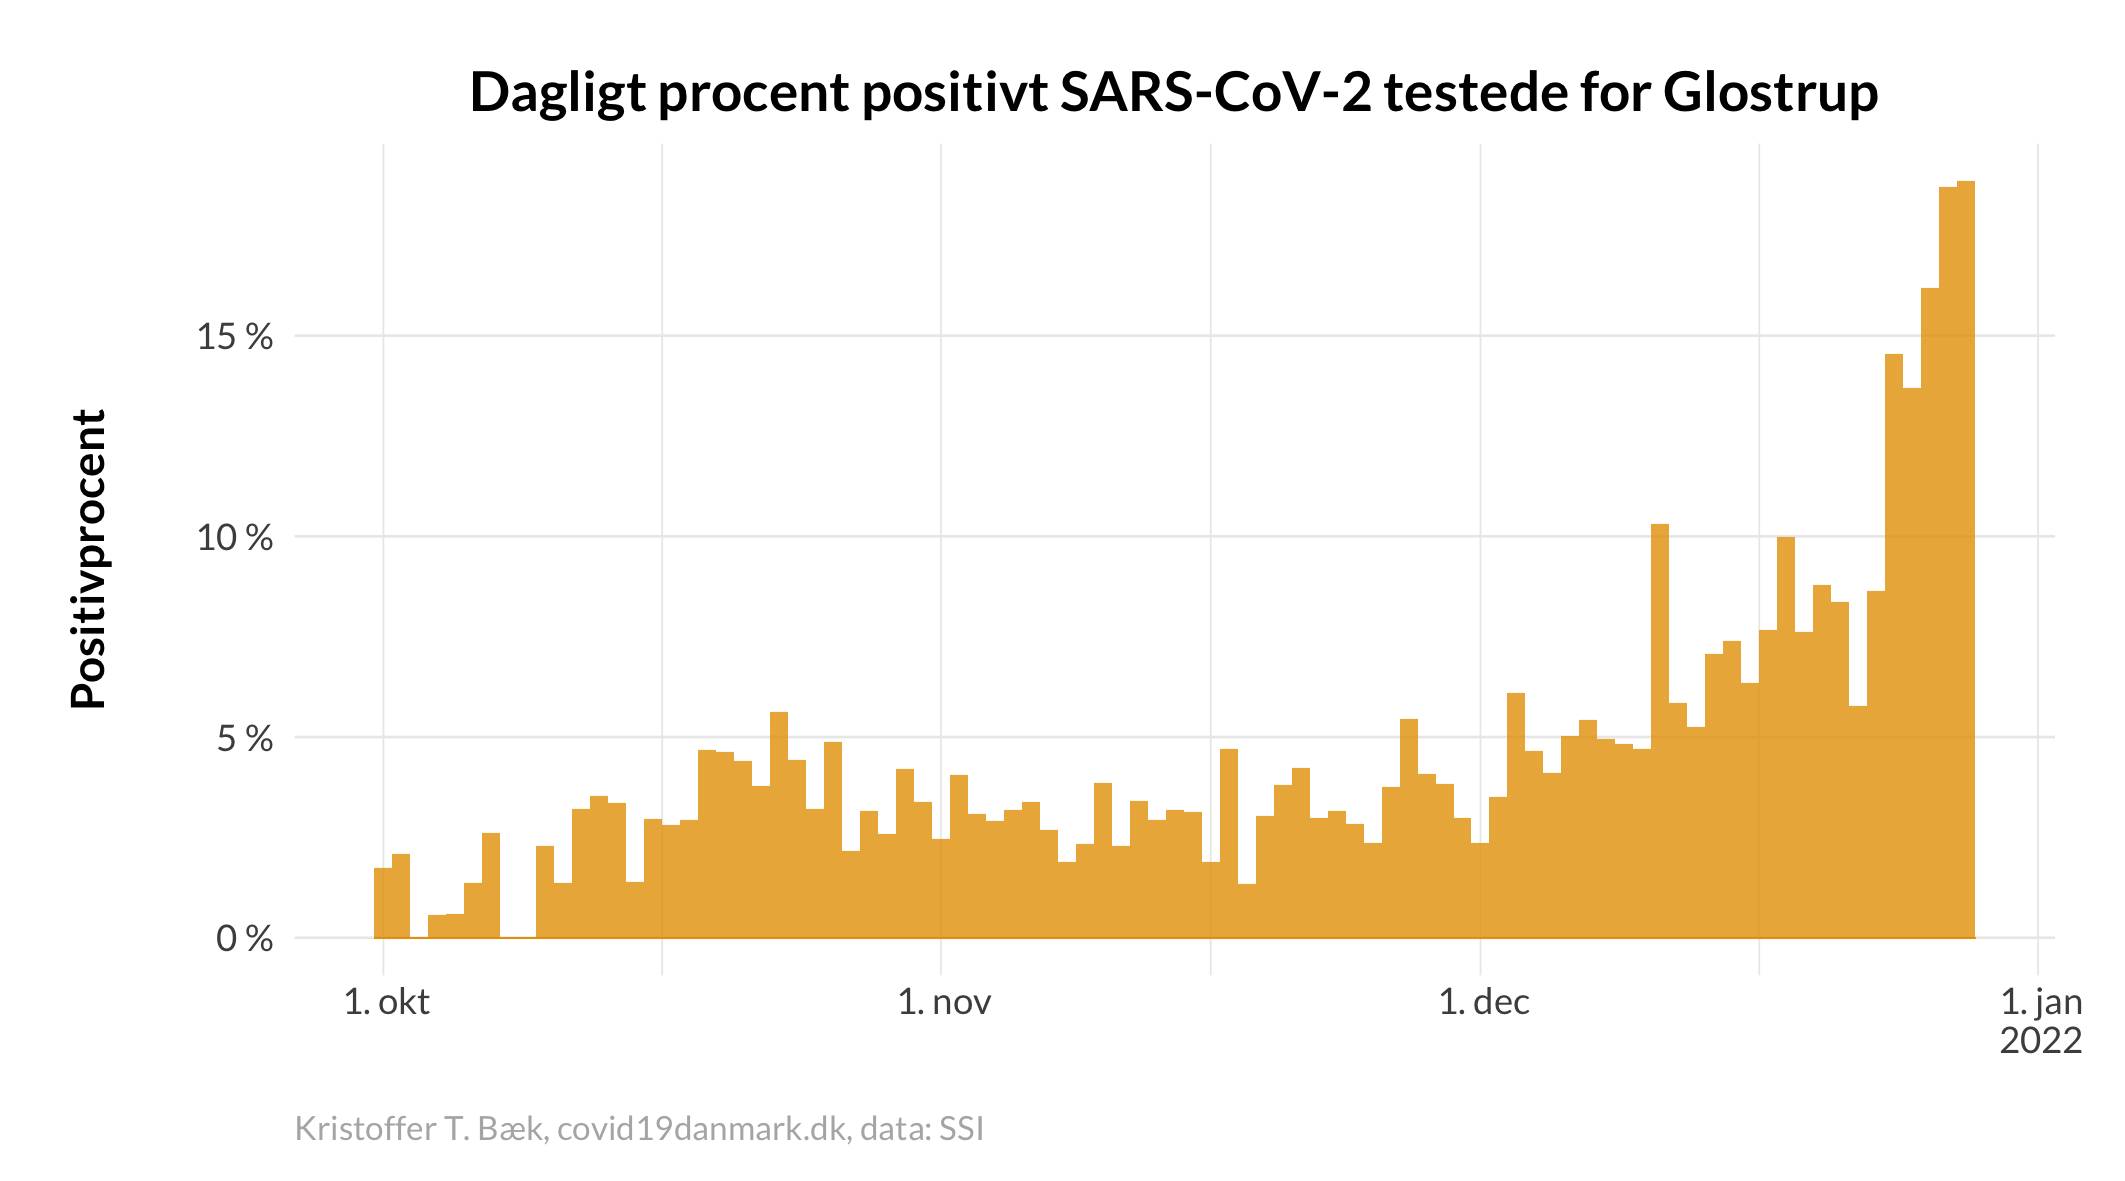 Dagligt procent positivt SARS-CoV-2 testede for Glostrup
Positivprocent
15 %
10 %
5 %
0 %
1. okt
1. nov
1. dec
1. jan
2022
Kristoffer T. Bæk, covid19danmark.dk, data: SSI